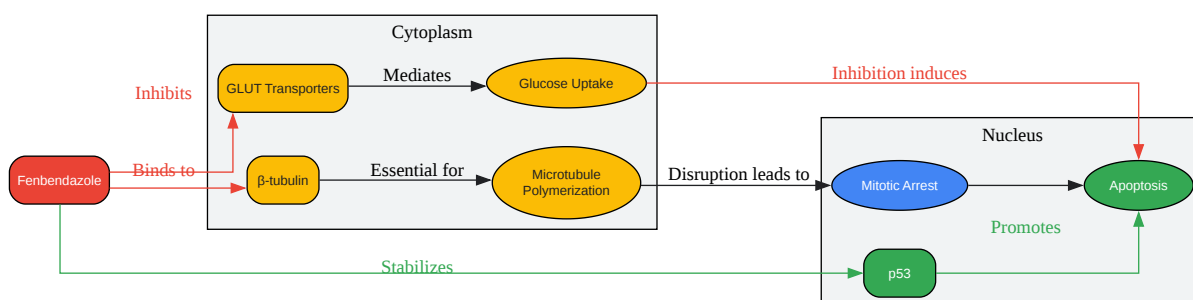 Cytoplasm
GLUT Transporters
Mediates
Glucose Uptake
Inhibition induces
Inhibits
Nucleus
Fenbendazole
Binds to
β-tubulin
Essential for
Microtubule
Polymerization
Disruption leads to
Mitotic Arrest
Apoptosis
Promotes
Stabilizes
p53